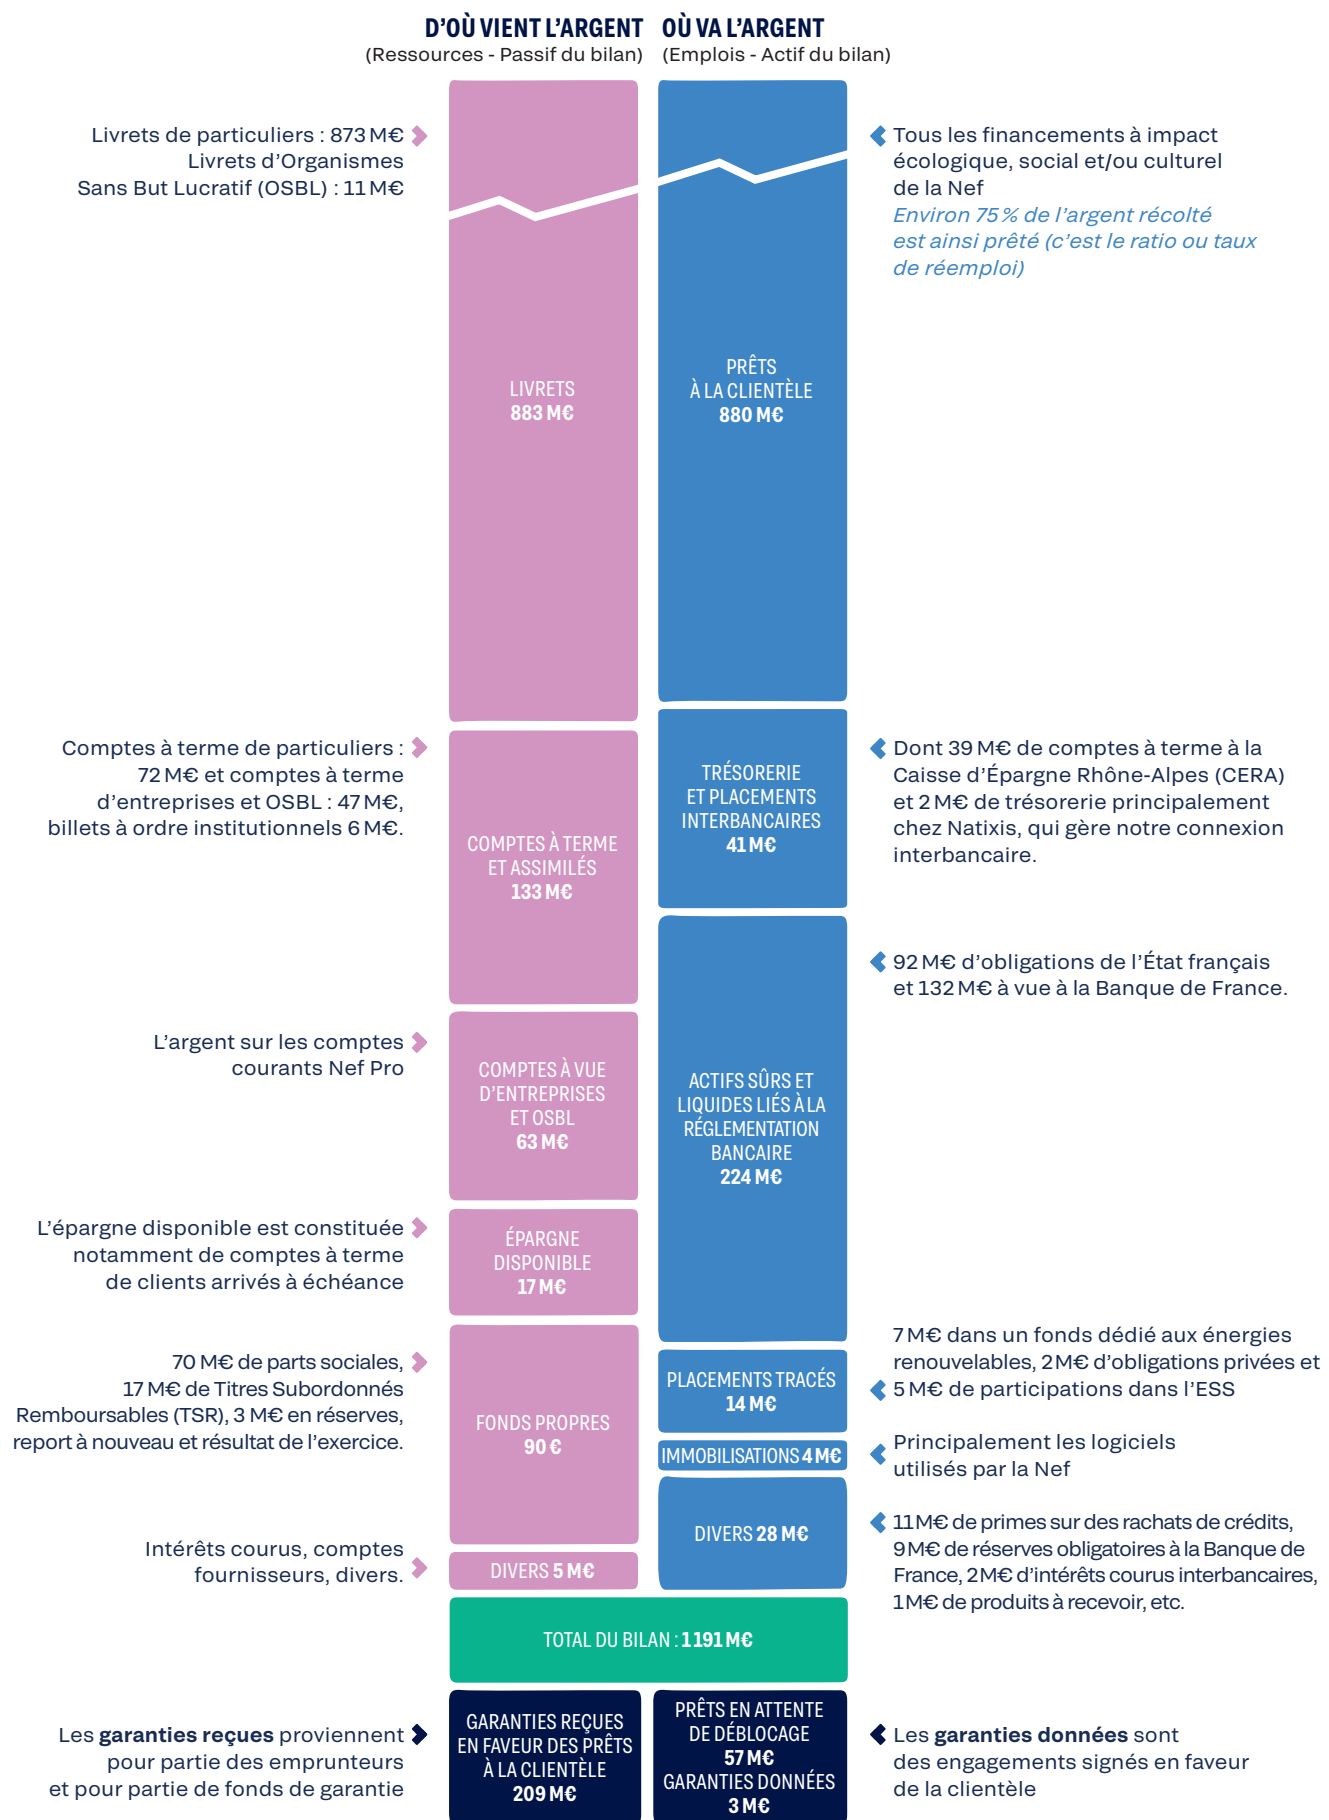 D'OÙ VIENT L'ARGENT
(Ressources - Passif du bilan)
OÙ VA L'ARGENT
(Emplois - Actif du bilan)
Livrets de particuliers : 873 M€
Livrets d'Organismes
Sans But Lucratif (OSBL) : 11 M€
LIVRETS
883 M€
PRÊTS
À LA CLIENTÈLE
880 M€
Tous les financements à impact
écologique, social et/ou culturel
de la Nef
Environ 75 % de l'argent récolté
est ainsi prêté (c'est le ratio ou taux
de réemploi)
Comptes à terme de particuliers :
72 M€ et comptes à terme
d'entreprises et OSBL : 47 M€,
billets à ordre institutionnels 6 M€.
COMPTES À TERME
ET ASSIMILÉS
133 M€
TRÉSORERIE
ET PLACEMENTS
INTERBANCAIRES
41 M€
Dont 39 M€ de comptes à terme à la
Caisse d'Épargne Rhône-Alpes (CERA)
et 2 M€ de trésorerie principalement
chez Natixis, qui gère notre connexion
interbancaire.
L'argent sur les comptes
courants Nef Pro
COMPTES À VUE
D'ENTREPRISES
ET OSBL
63 M€
ACTIFS SÛRS ET
LIQUIDES LIÉS À LA
RÉGLEMENTATION
BANCAIRE
224 M€
92 M€ d'obligations de l'État français
et 132 M€ à vue à la Banque de France.
L'épargne disponible est constituée
notamment de comptes à terme
de clients arrivés à échéance
ÉPARGNE
DISPONIBLE
17 M€
70 M€ de parts sociales,
17 M€ de Titres Subordonnés
Remboursables (TSR), 3 M€ en réserves,
report à nouveau et résultat de l'exercice.
FONDS PROPRES
90 €
PLACEMENTS TRACÉS
14 M€
7 M€ dans un fonds dédié aux énergies
renouvelables, 2 M€ d'obligations privées et
5 M€ de participations dans l'ESS
IMMOBILISATIONS 4 M€
Principalement les logiciels
utilisés par la Nef
Intérêts courus, comptes
fournisseurs, divers.
DIVERS 5 M€
DIVERS 28 M€
11 M€ de primes sur des rachats de crédits,
9 M€ de réserves obligatoires à la Banque de
France, 2 M€ d'intérêts courus interbancaires,
1 M€ de produits à recevoir, etc.
TOTAL DU BILAN : 1 191 M€
Les garanties reçues proviennent
pour partie des emprunteurs
et pour partie de fonds de garantie
GARANTIES REÇUES
EN FAVEUR DES PRÊTS
À LA CLIENTÈLE
209 M€
PRÊTS EN ATTENTE
DE DÉBLOCAGE
57 M€
GARANTIES DONNÉES
3 M€
Les garanties données sont
des engagements signés en faveur
de la clientèle